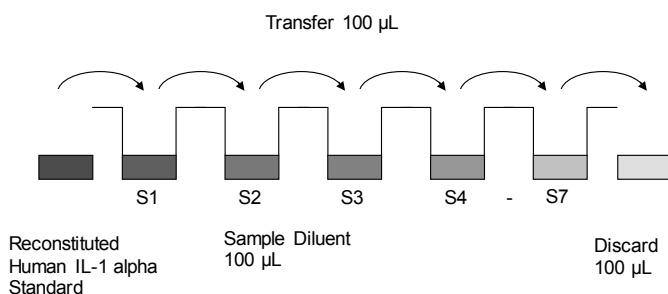 Transfer 100 µL
S1 S2 S3 S4 - S7
Reconstituted
Human IL-1 alpha
Standard
Sample Diluent
100 µL
Discard
100 µL